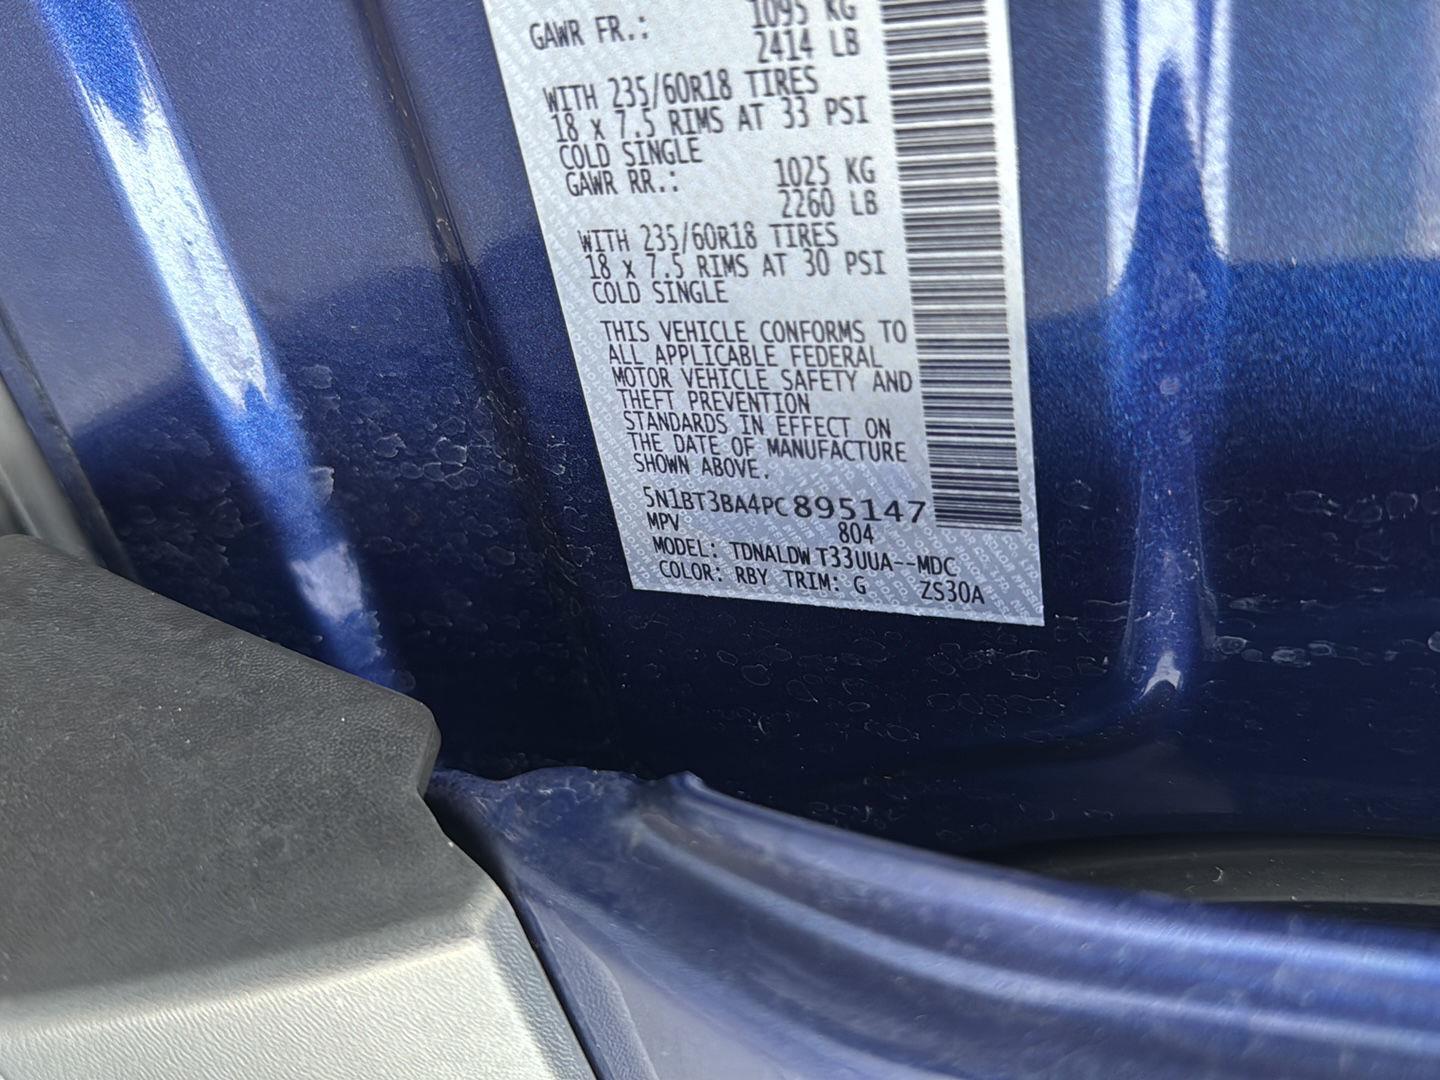 GAWR FR.: 1095 KG
2414 LB
WITH 235/60R18 TIRES
18 X 7.5 RIMS AT 33 PSI
COLD SINGLE
GAWR RR.: 1025 KG
2260 LB
WITH 235/60R18 TIRES
18 X 7.5 RIMS AT 30 PSI
COLD SINGLE
THIS VEHICLE CONFORMS TO
ALL APPLICABLE FEDERAL
MOTOR VEHICLE SAFETY AND
THEFT PREVENTION
STANDARDS IN EFFECT ON
THE DATE OF MANUFACTURE
SHOWN ABOVE.
5N1BT3BA4PC895147
MPV 804
MODEL: TDNALDW T33UUA--MDC
COLOR: RBY TRIM: G ZS30A